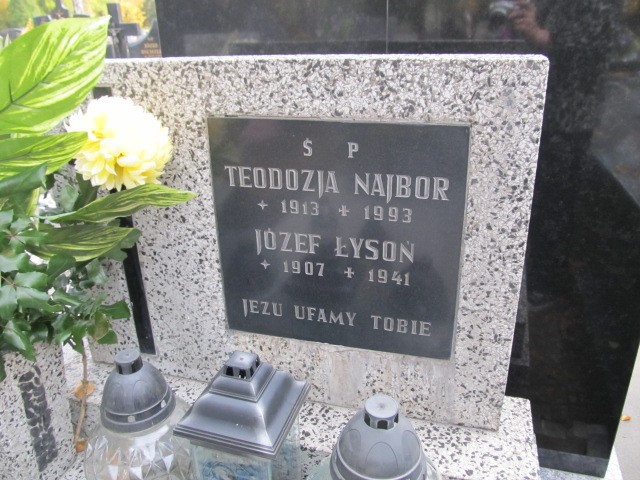 Ś P
TEODOZJA NAJBOR
* 1913 + 1993
JÓZEF ŁYSOŃ
* 1907 + 1941
JEZU UFAMY TOBIE